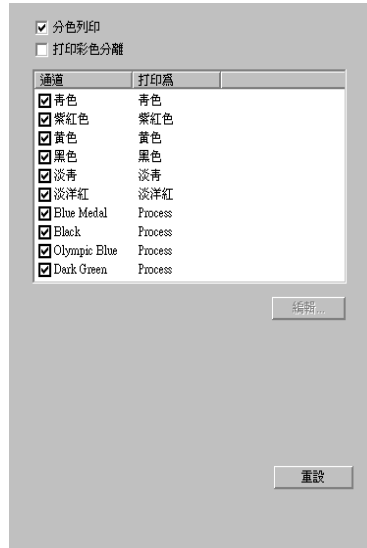 分色列印
打印彩色分離
通道 打印爲
青色 青色
紫紅色 紫紅色
黃色 黃色
黑色 黑色
淡青 淡青
淡洋紅 淡洋紅
Blue Medal Process
Black Process
Olympic Blue Process
Dark Green Process
編輯...
重設